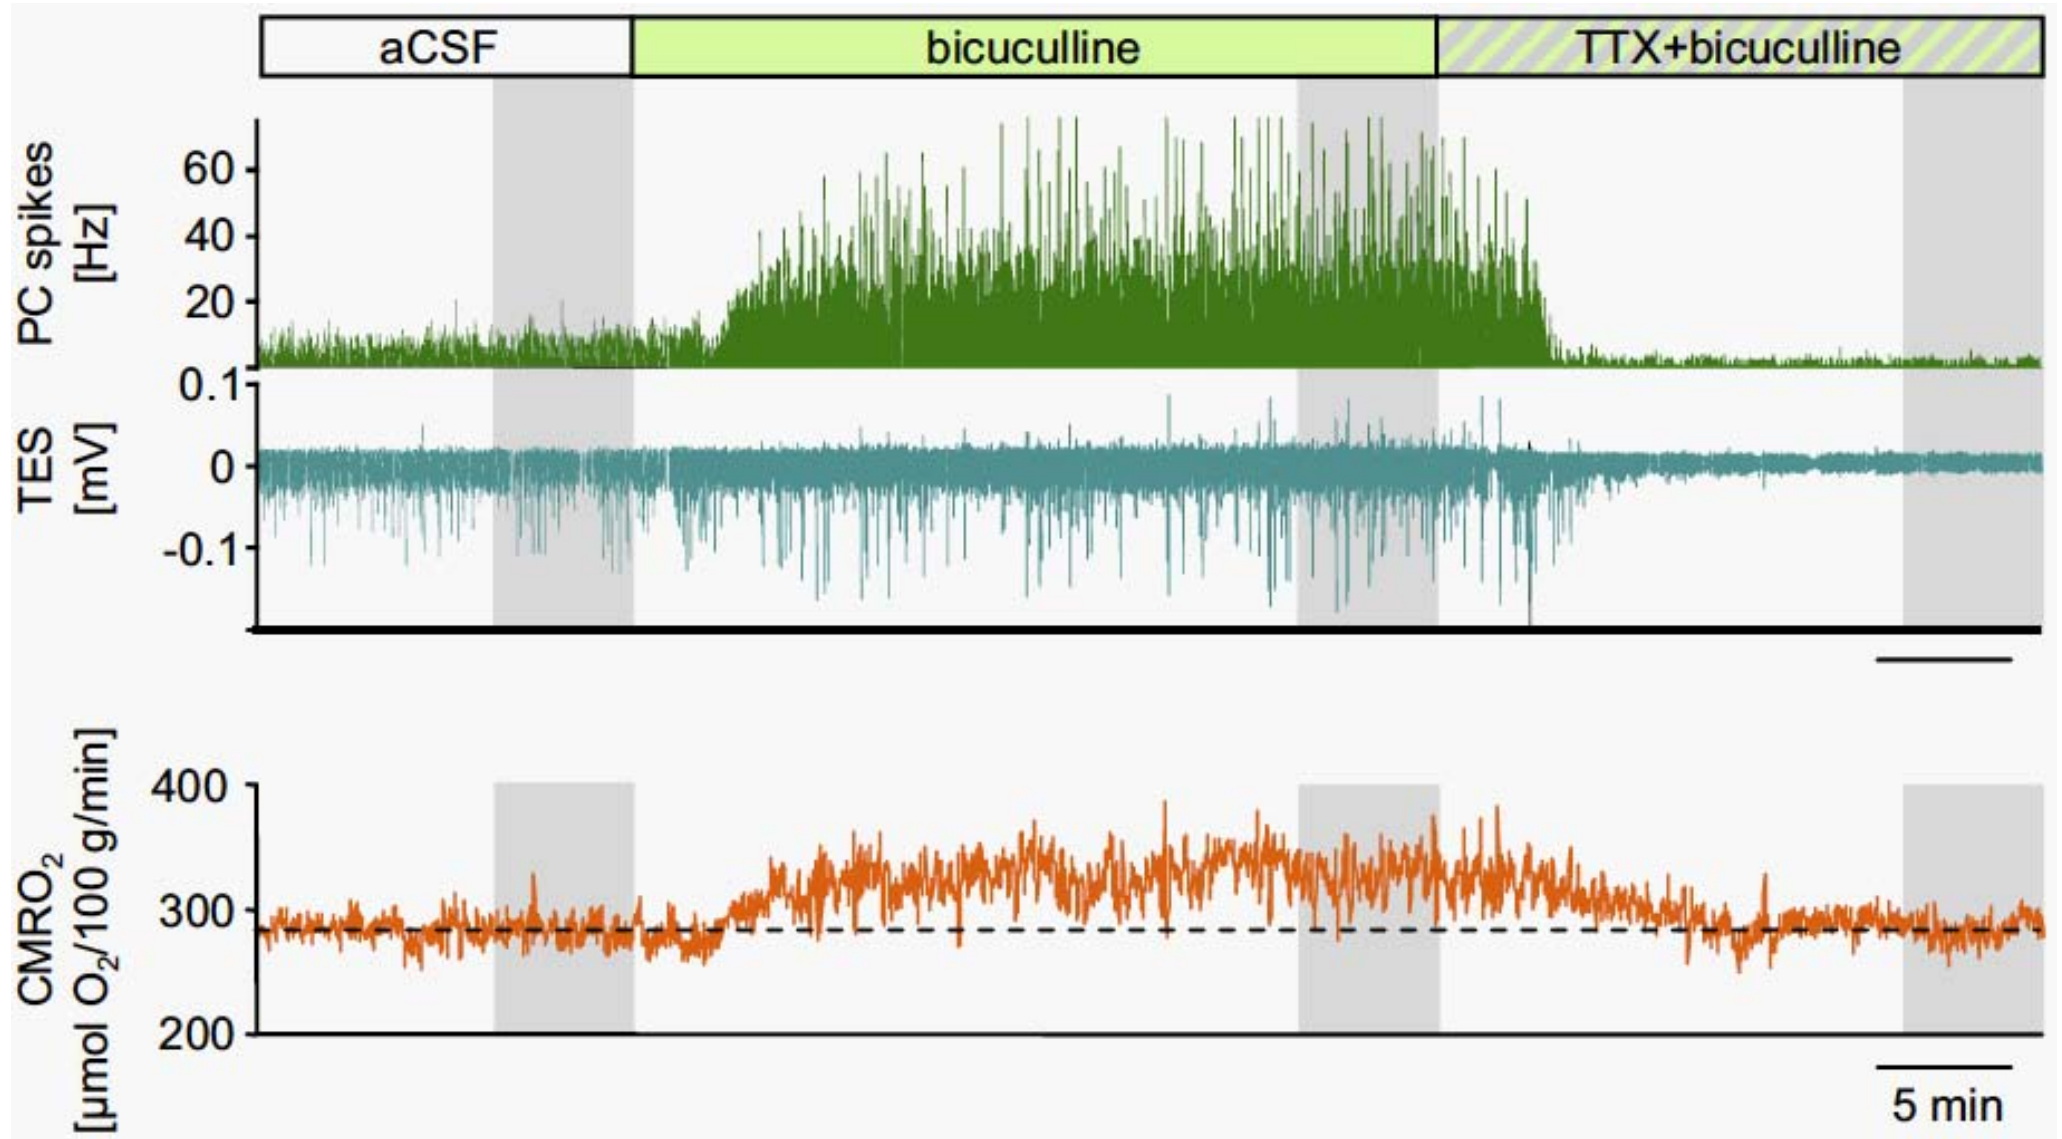 aCSF
bicuculline
TTX+bicuculline
PC spikes
[Hz]
60
40
20
TES
[mV]
0.1
0
-0.1
CMRO₂
[µmol O₂/100 g/min]
400
300
200
5 min